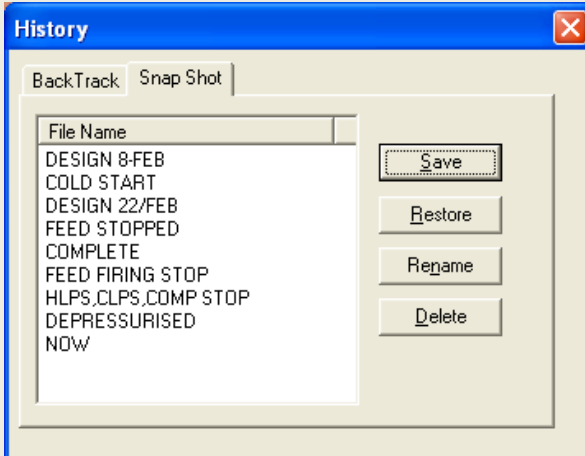 History
BackTrack
Snap Shot
File Name
DESIGN 8-FEB
COLD START
DESIGN 22/FEB
FEED STOPPED
COMPLETE
FEED FIRING STOP
HLPS,CLPS,COMP STOP
DEPRESSURISED
NOW
Save
Restore
Rename
Delete